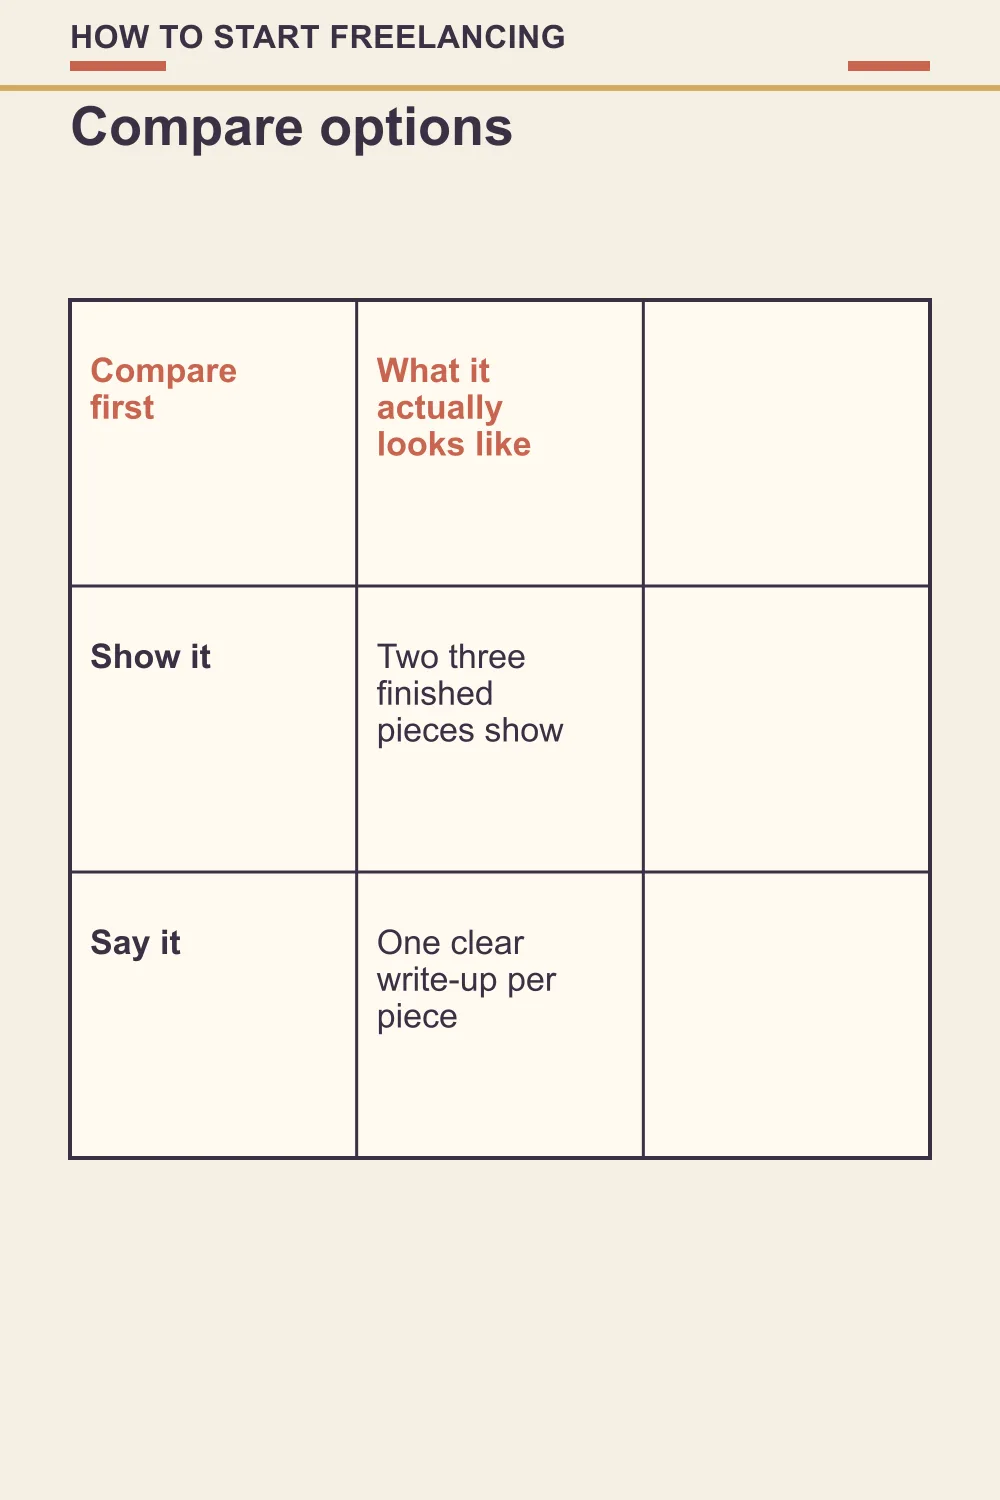 HOW TO START FREELANCING
Compare options
Compare
first
What it
actually
looks like
Show it
Two three
finished
pieces show
Say it
One clear
write-up per
piece